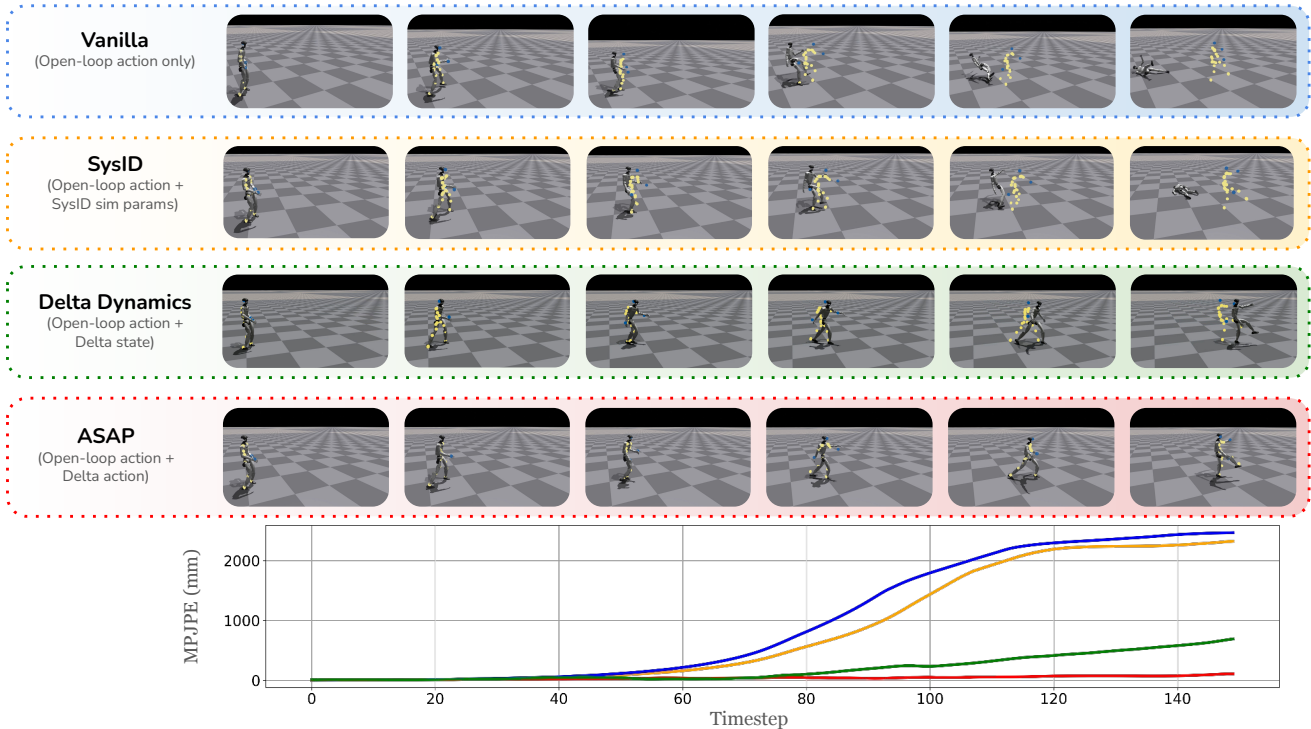 Vanilla
(Open-loop action only)
SysID
(Open-loop action +
SysID sim params)
Delta Dynamics
(Open-loop action +
Delta state)
ASAP
(Open-loop action +
Delta action)
MPJPE (mm)
2000
1000
0
0 20 40 60 80 100 120 140
Timestep